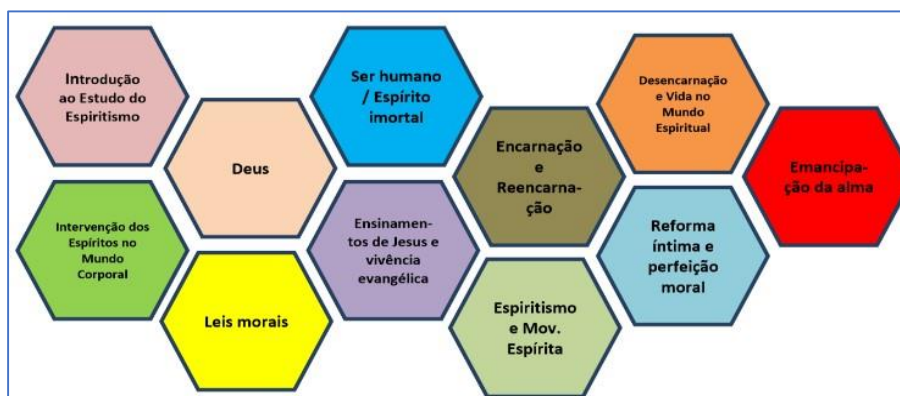 Introdução
ao Estudo do
Espiritismo
Deus
Ser humano
/ Espírito
imortal
Encarnação
e
Reencarna-
ção
Desencarnação
e Vida no
Mundo
Espiritual
Emancipa-
ção da alma
Intervenção dos
Espíritos no
Mundo
Corporal
Leis morais
Ensinamen-
tos de Jesus e
vivência
evangélica
Espiritismo
e Mov.
Espírita
Reforma
íntima e
perfeição
moral